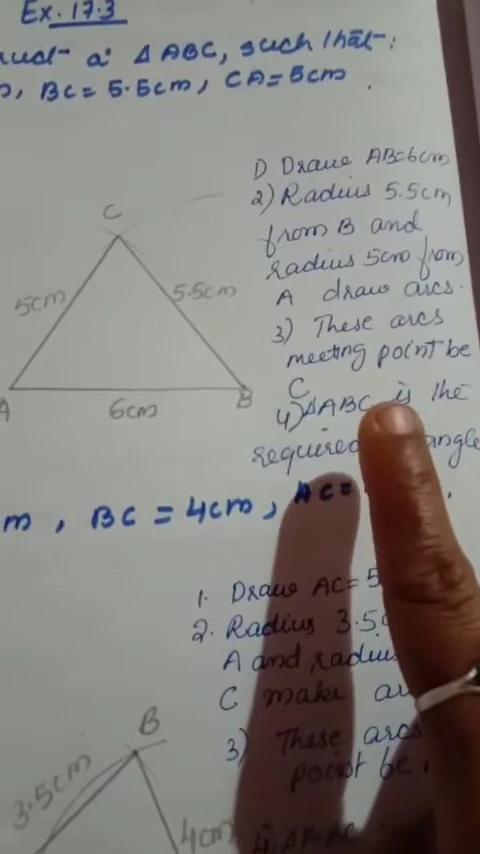 Ex. 17.3
a ΔABC, such that:
, BC = 5.5cm, CA = 5cm .
1) Draw AB=6cm
2) Radius 5.5cm
from B and
radius 5cm from
A draw arcs.
3) These arcs
meeting point be
C
4) ΔABC is the
required
C
5cm
5.5cm
A
6cm
B
m , BC = 4cm, AC=
1. Draw AC= 5
2. Radius 3.5c
A and radiu
C make a
3) These arcs
point be
B
3.5cm
4cm